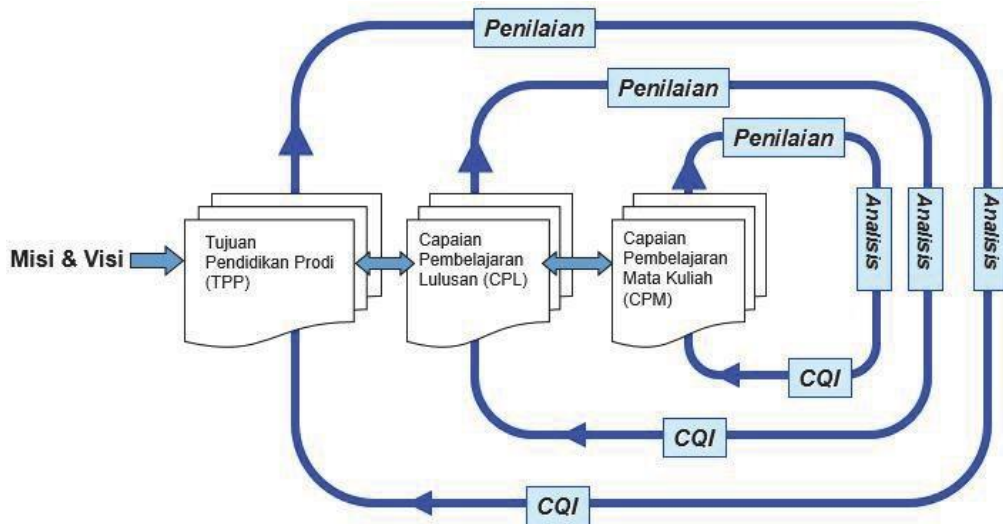 Penilaian
Penilaian
Penilaian
Misi & Visi
Tujuan
Pendidikan Prodi
(TPP)
Capaian
Pembelajaran
Lulusan (CPL)
Capaian
Pembelajaran
Mata Kuliah
(CPM)
Analisis
Analisis
Analisis
CQI
CQI
CQI